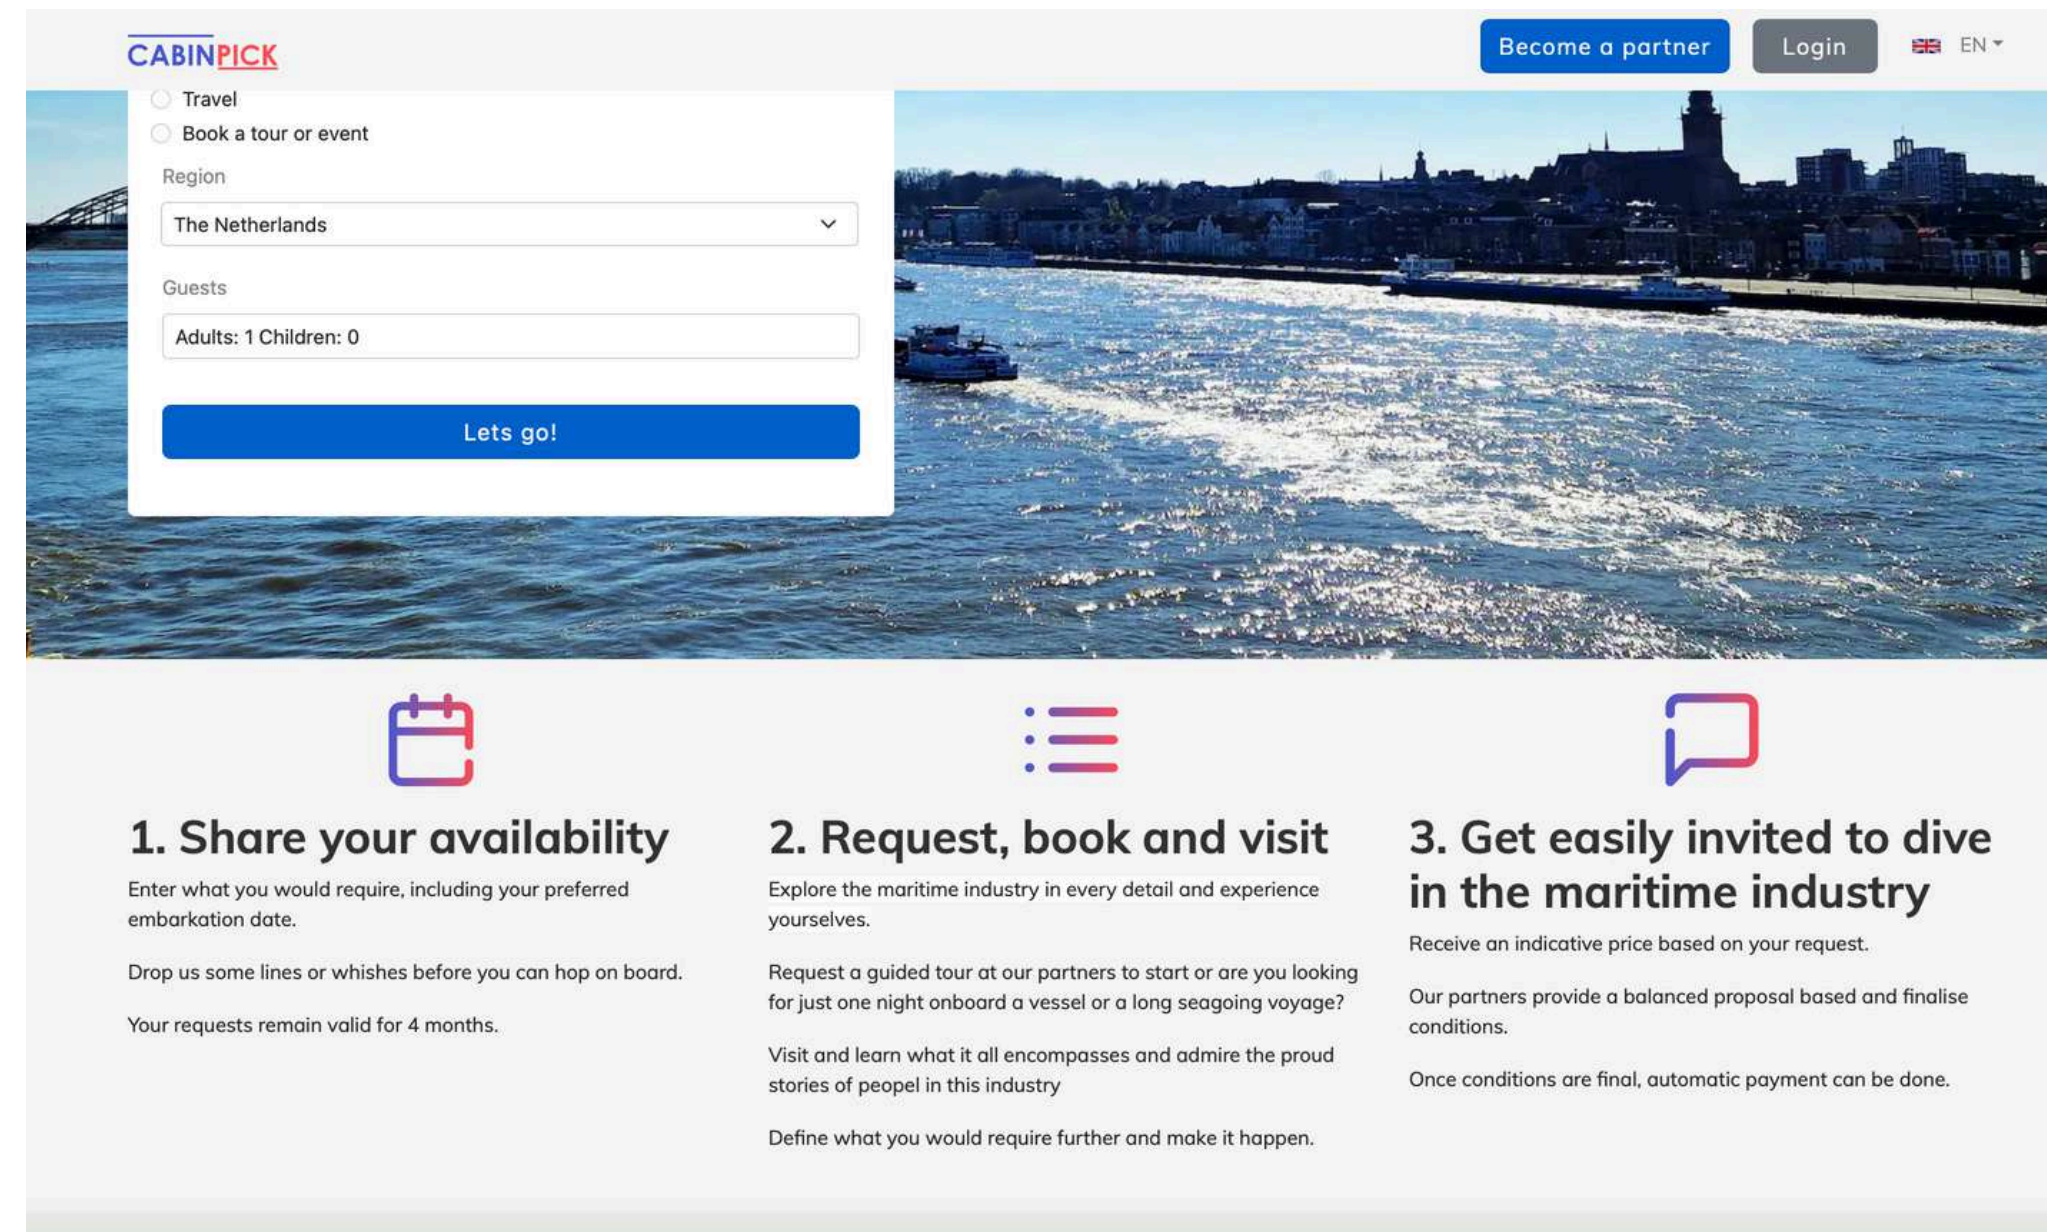 CABINPICK
Become a partner
Login
EN
Travel
Book a tour or event
Region
The Netherlands
Guests
Adults: 1 Children: 0
Lets go!
1. Share your availability
Enter what you would require, including your preferred
embarkation date.
Drop us some lines or whishes before you can hop on board.
Your requests remain valid for 4 months.
2. Request, book and visit
Explore the maritime industry in every detail and experience
yourselves.
Request a guided tour at our partners to start or are you looking
for just one night onboard a vessel or a long seagoing voyage?
Visit and learn what it all encompasses and admire the proud
stories of peopel in this industry
Define what you would require further and make it happen.
3. Get easily invited to dive
in the maritime industry
Receive an indicative price based on your request.
Our partners provide a balanced proposal based and finalise
conditions.
Once conditions are final, automatic payment can be done.